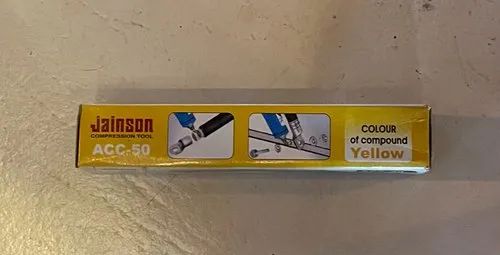 Jainson
COMPRESSION TOOL
ACC-50
COLOUR
of compound
Yellow